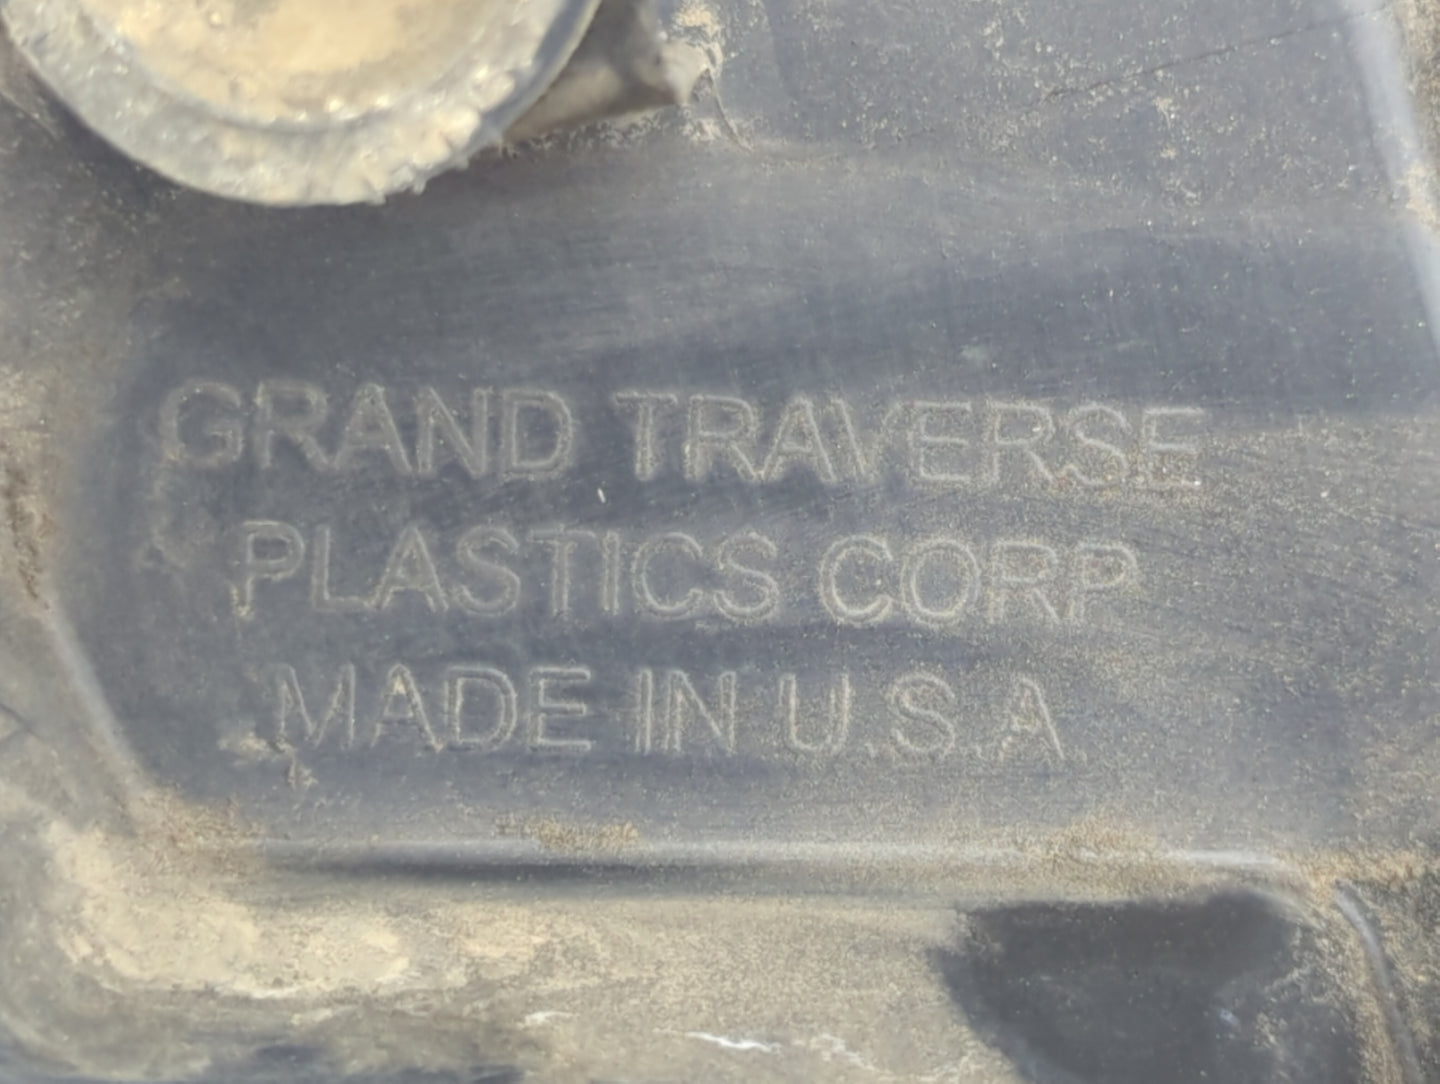 GRAND TRAVERSE
PLASTICS CORP
MADE IN U.S.A.